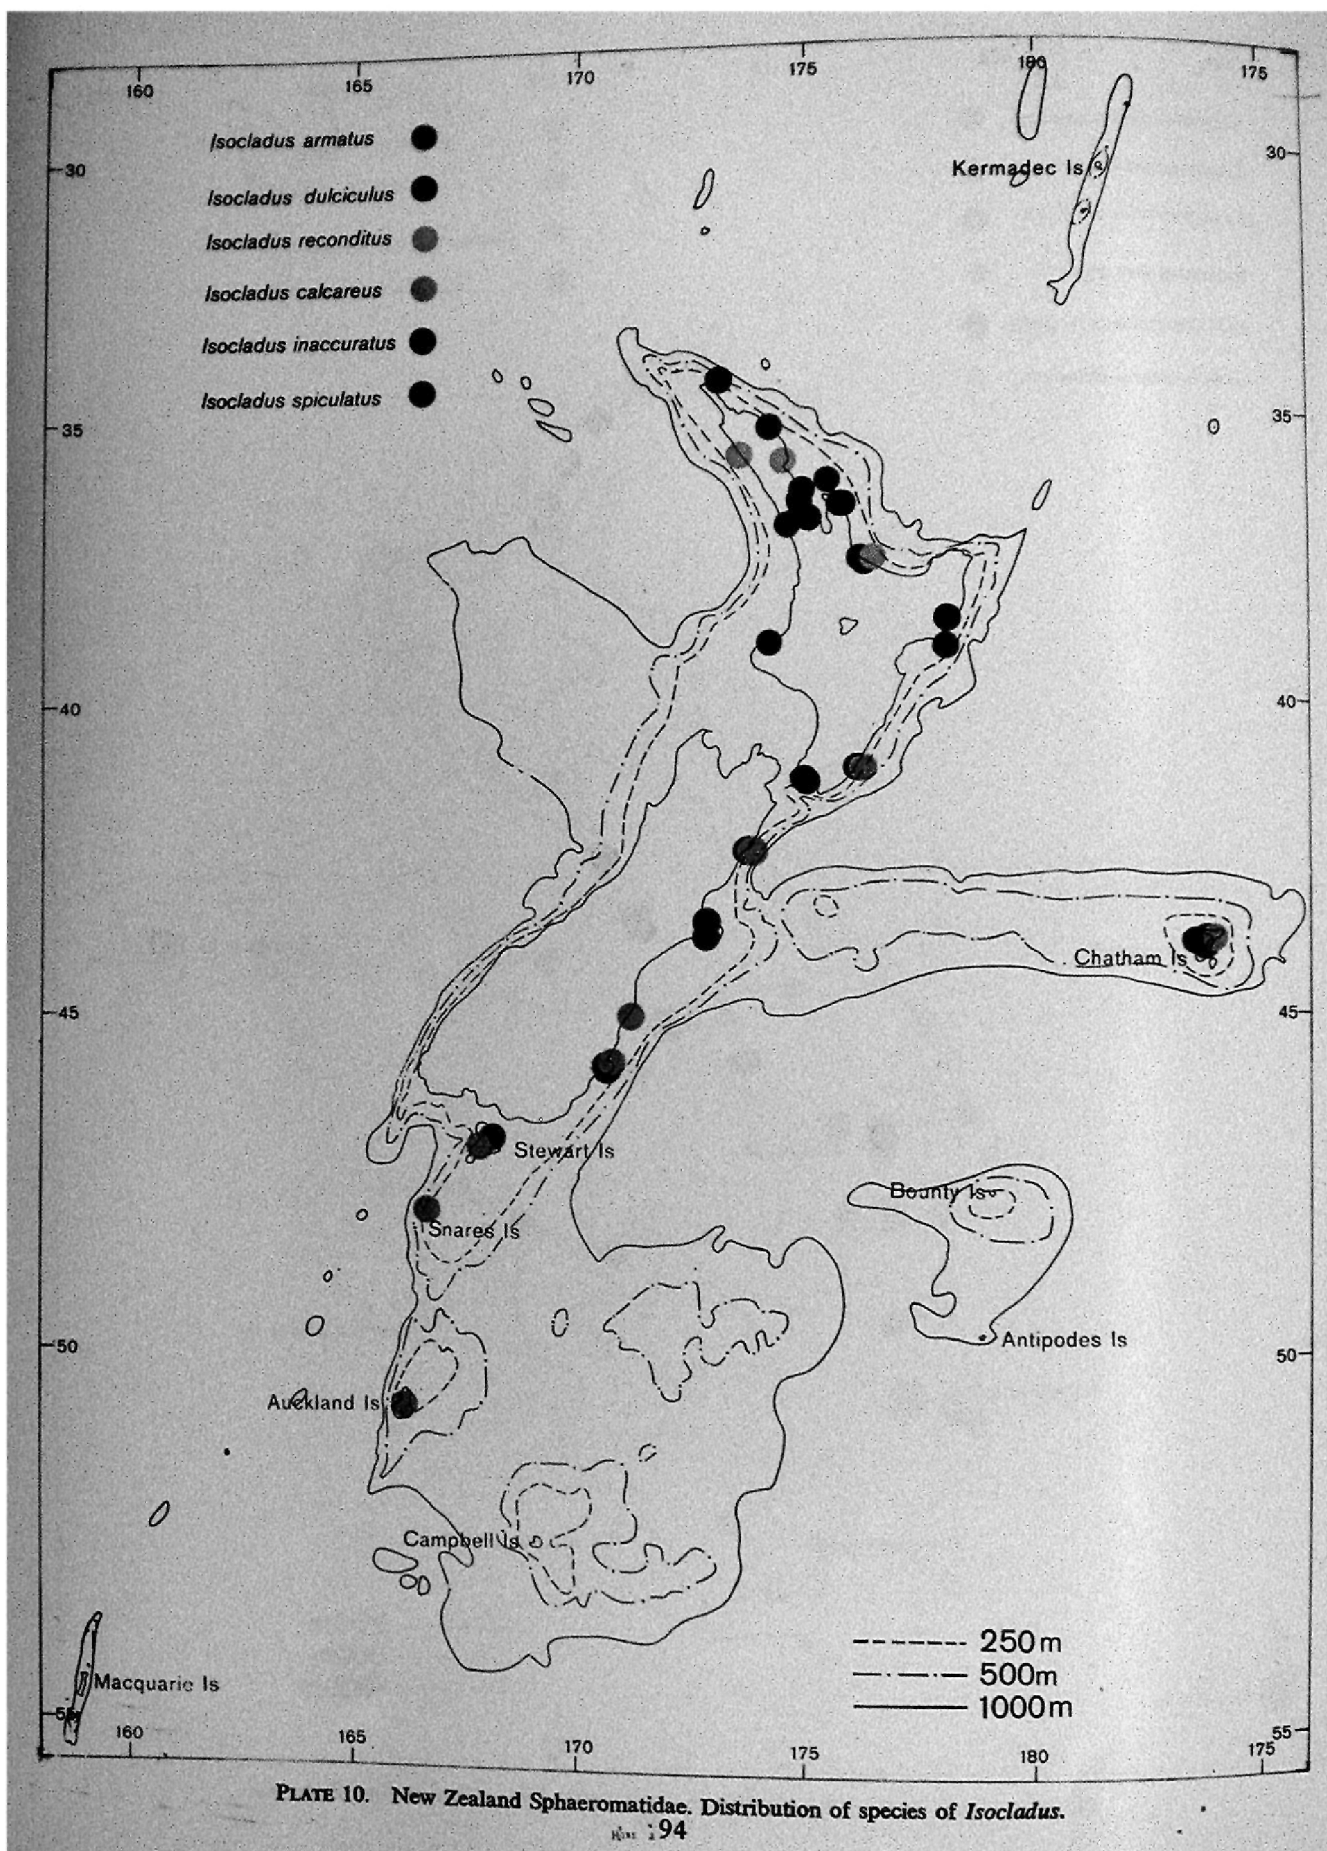 160 165 170 175 180 175
Isocladus armatus
Isocladus dulciculus
Isocladus reconditus
Isocladus calcareus
Isocladus inaccuratus
Isocladus spiculatus
Kermadec Is
30 30
35 35
40 40
Chatham Is
45 45
Stewart Is
Snares Is
Bounty Is
Antipodes Is
50 50
Auckland Is
Campbell Is
250m
500m
1000m
Macquarie Is
55 55
160 165 170 175 180 175
PLATE 10. New Zealand Sphaeromatidae. Distribution of species of Isocladus.
94